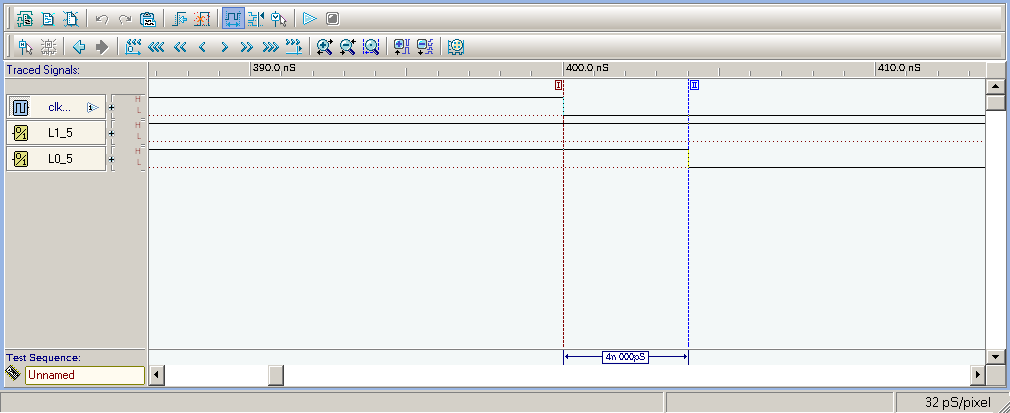 Traced Signals:
390.0 nS 400.0 nS 410.0 nS
I II
clk... H
L
L1_5 H
L
L0_5 H
L
Test Sequence:
4n 000pS
Unnamed
32 pS/pixel